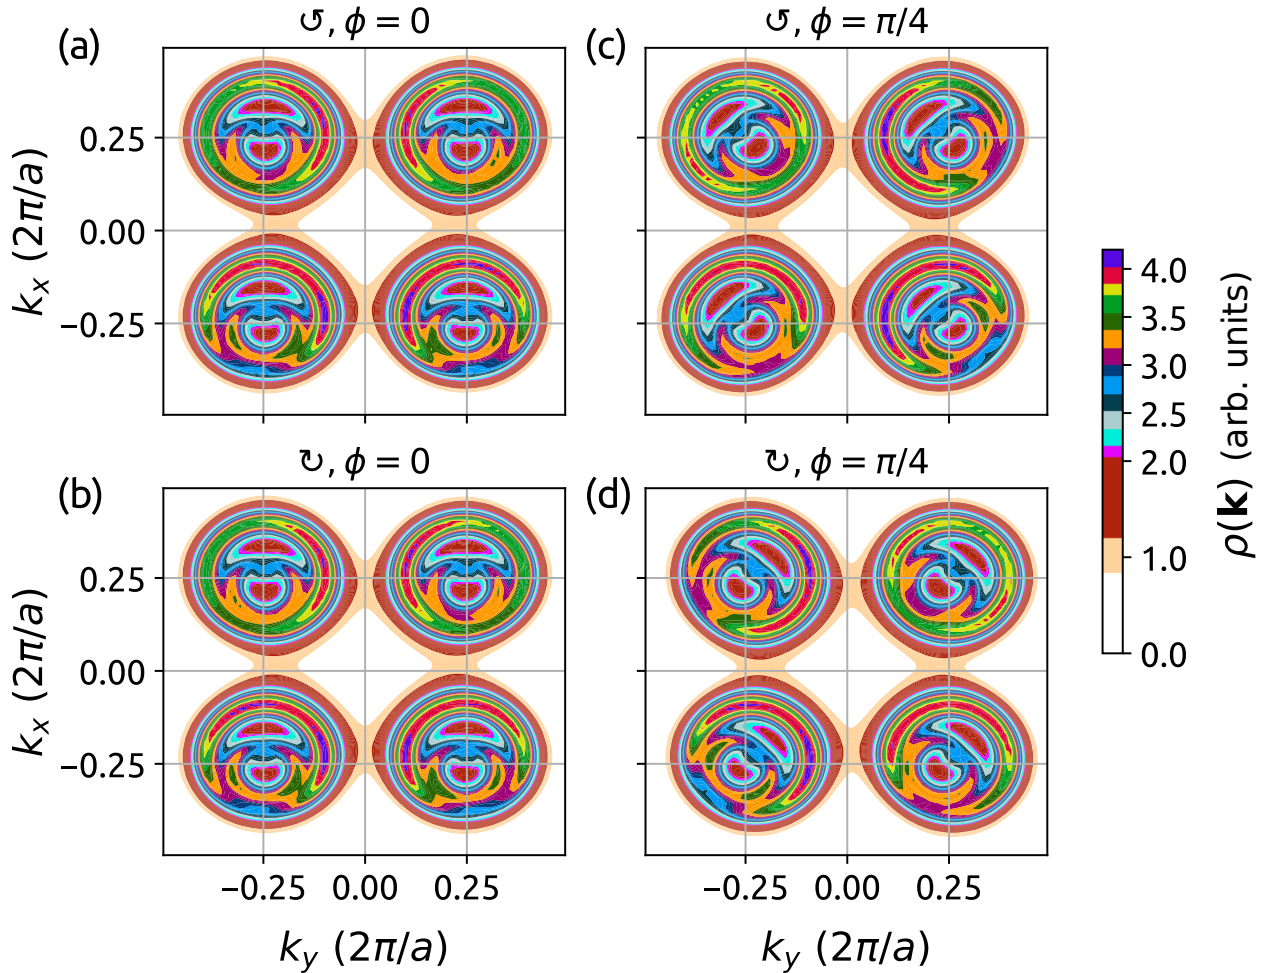 (a) ↺, ϕ = 0
(c) ↺, ϕ = π/4
k_x (2π/a)
0.25
0.00
−0.25
(b) ↻, ϕ = 0
(d) ↻, ϕ = π/4
k_x (2π/a)
0.25
0.00
−0.25
−0.25 0.00 0.25
k_y (2π/a)
−0.25 0.00 0.25
k_y (2π/a)
4.0
3.5
3.0
2.5
2.0
1.0
0.0
ρ(𝐤) (arb. units)